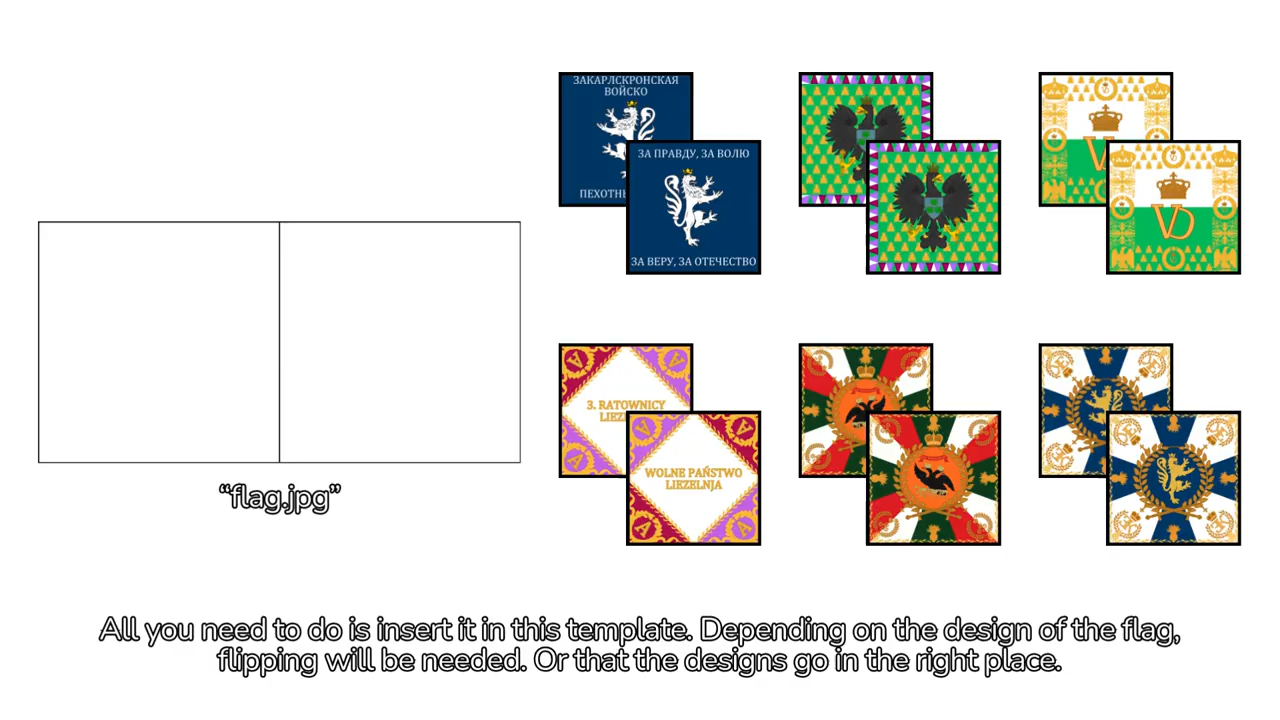 ЗАКАРЛСКРОНСКАЯ
ВОЙСКО
ЗА ПРАВДУ, ЗА ВОЛЮ
ЗА ВЕРУ, ЗА ОТЕЧЕСТВО
V
VD
3. RATOWNICY
A
A
A
WOLNE PAŃSTWO
LIEZELNJA
A
A
A
A
“flag.jpg”
All you need to do is insert it in this template. Depending on the design of the flag,
flipping will be needed. Or that the designs go in the right place.